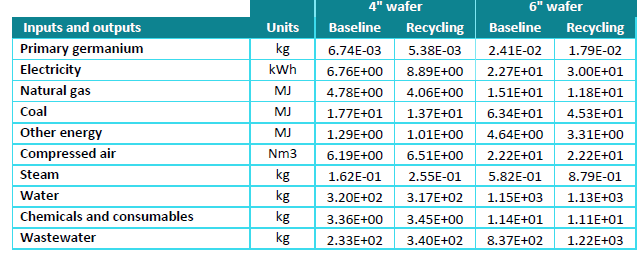 4" wafer 6" wafer
Inputs and outputs Units Baseline Recycling Baseline Recycling
Primary germanium kg 6.74E-03 5.38E-03 2.41E-02 1.79E-02
Electricity kWh 6.76E+00 8.89E+00 2.27E+01 3.00E+01
Natural gas MJ 4.78E+00 4.06E+00 1.51E+01 1.18E+01
Coal MJ 1.77E+01 1.37E+01 6.34E+01 4.53E+01
Other energy MJ 1.29E+00 1.01E+00 4.64E+00 3.31E+00
Compressed air Nm3 6.19E+00 6.51E+00 2.22E+01 2.22E+01
Steam kg 1.62E-01 2.55E-01 5.82E-01 8.79E-01
Water kg 3.20E+02 3.17E+02 1.15E+03 1.13E+03
Chemicals and consumables kg 3.36E+00 3.45E+00 1.14E+01 1.11E+01
Wastewater kg 2.33E+02 3.40E+02 8.37E+02 1.22E+03